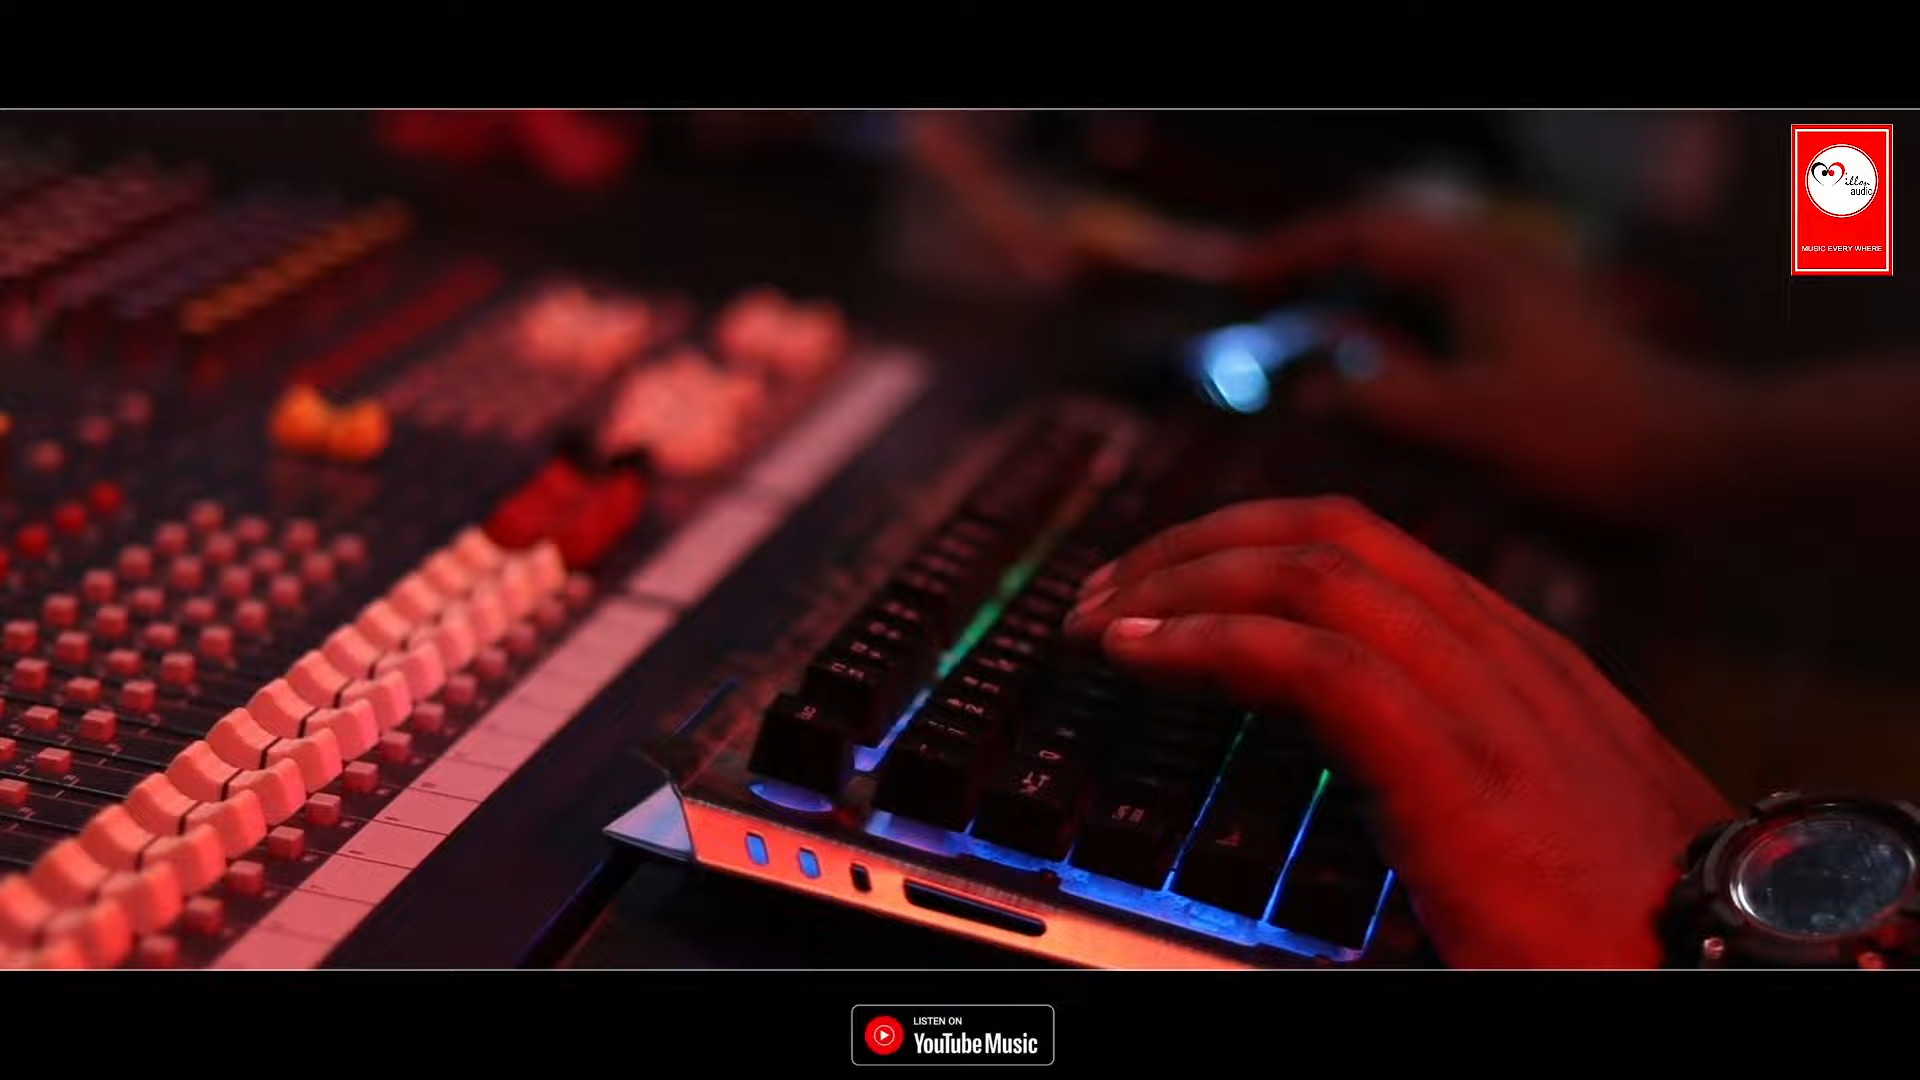 illon
audio
MUSIC EVERY WHERE
LISTEN ON
YouTube Music